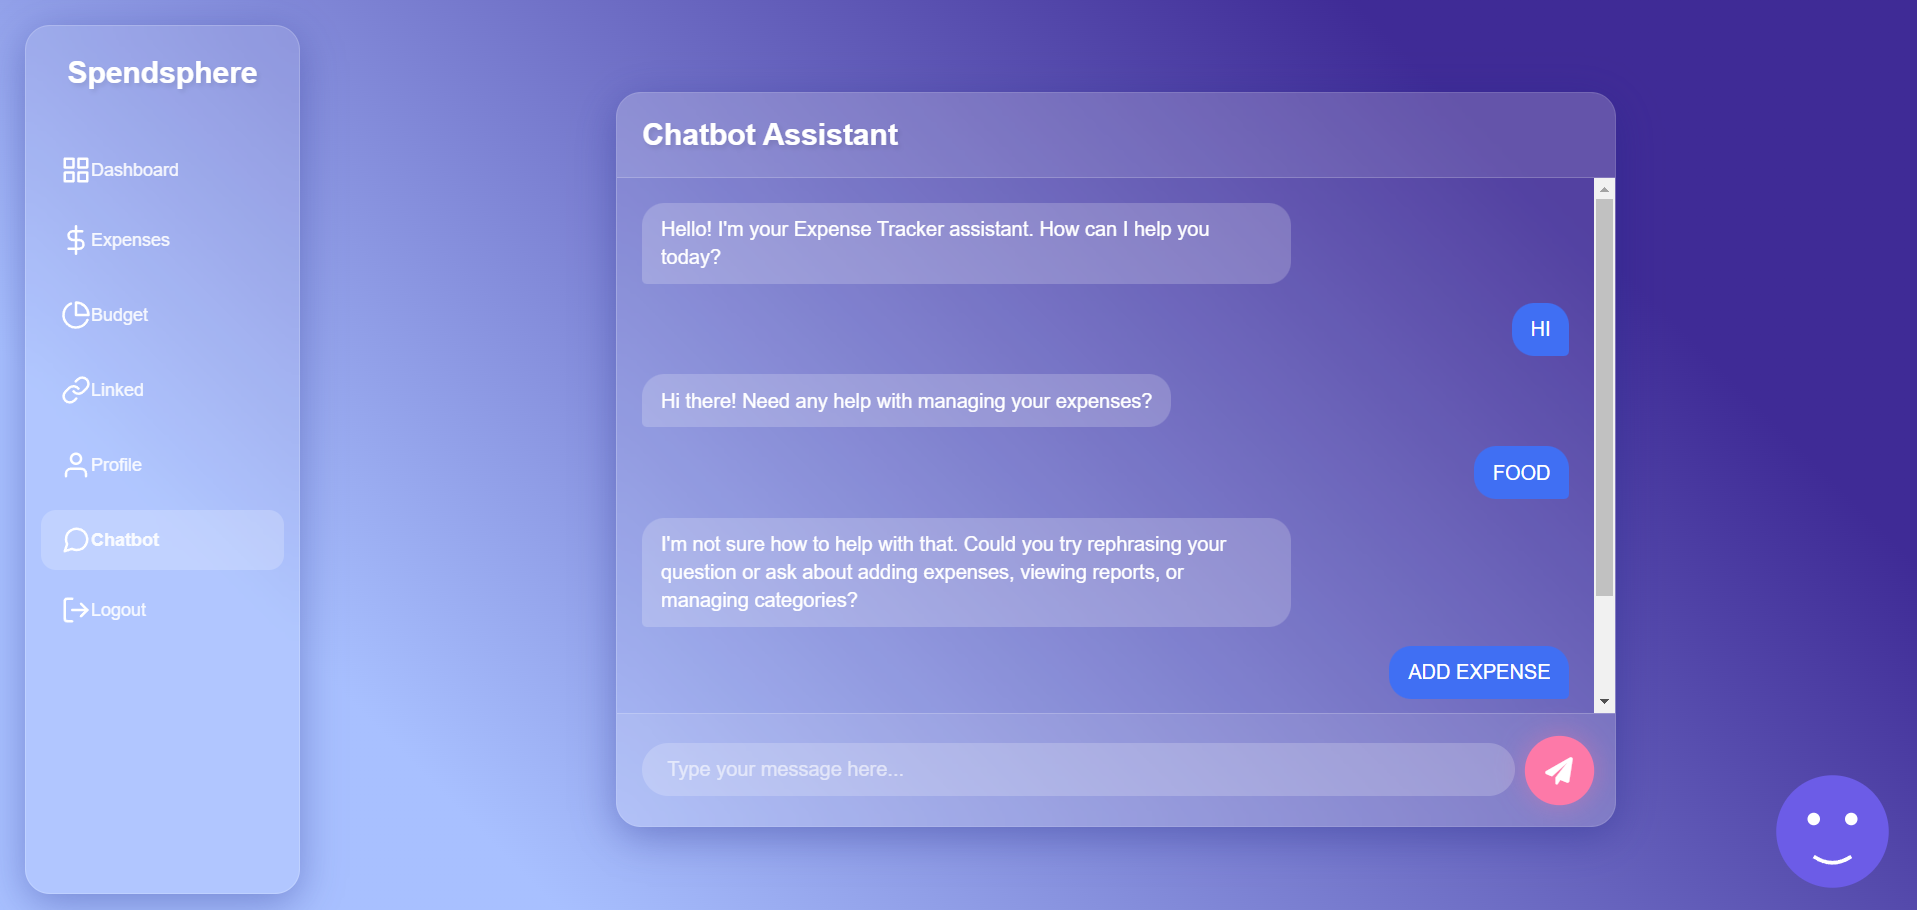 Spendsphere
Dashboard
Expenses
Budget
Linked
Profile
Chatbot
Logout
Chatbot Assistant
Hello! I'm your Expense Tracker assistant. How can I help you
today?
HI
Hi there! Need any help with managing your expenses?
FOOD
I'm not sure how to help with that. Could you try rephrasing your
question or ask about adding expenses, viewing reports, or
managing categories?
ADD EXPENSE
Type your message here...